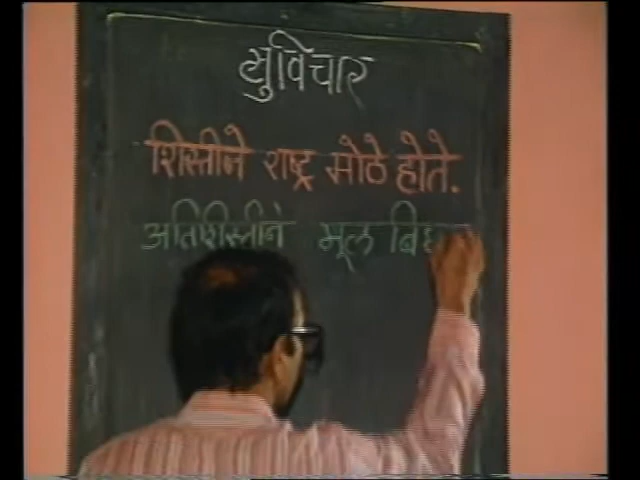 सुविचार
शिस्तीने राष्ट्र मोठे होते.
अतिशिस्तीने मूल बिघ